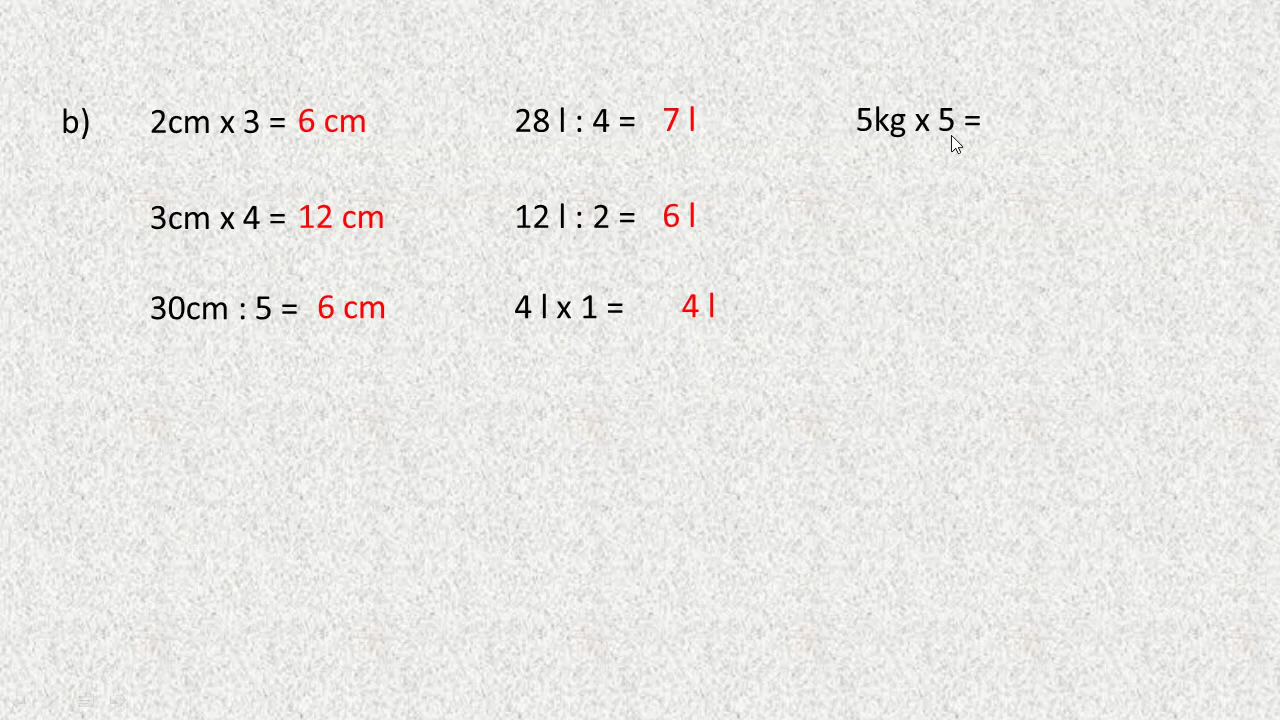 b) 2cm x 3 = 6 cm 28 l : 4 = 7 l 5kg x 5 =
3cm x 4 = 12 cm 12 l : 2 = 6 l
30cm : 5 = 6 cm 4 l x 1 = 4 l